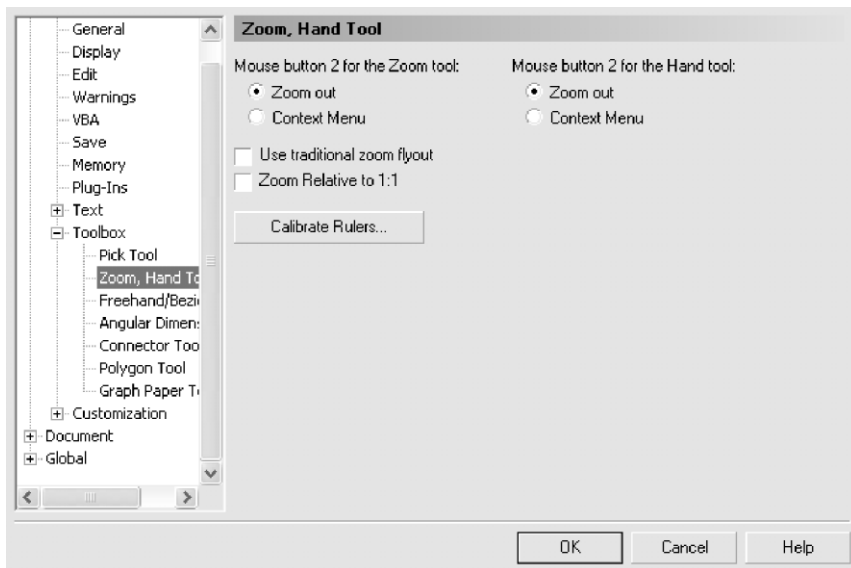 General
Display
Edit
Warnings
VBA
Save
Memory
Plug-Ins
Text
Toolbox
Pick Tool
Zoom, Hand To
Freehand/Bezi
Angular Dimen
Connector Too
Polygon Tool
Graph Paper T
Customization
Document
Global
Zoom, Hand Tool
Mouse button 2 for the Zoom tool:
Zoom out
Context Menu
Mouse button 2 for the Hand tool:
Zoom out
Context Menu
Use traditional zoom flyout
Zoom Relative to 1:1
Calibrate Rulers...
OK
Cancel
Help